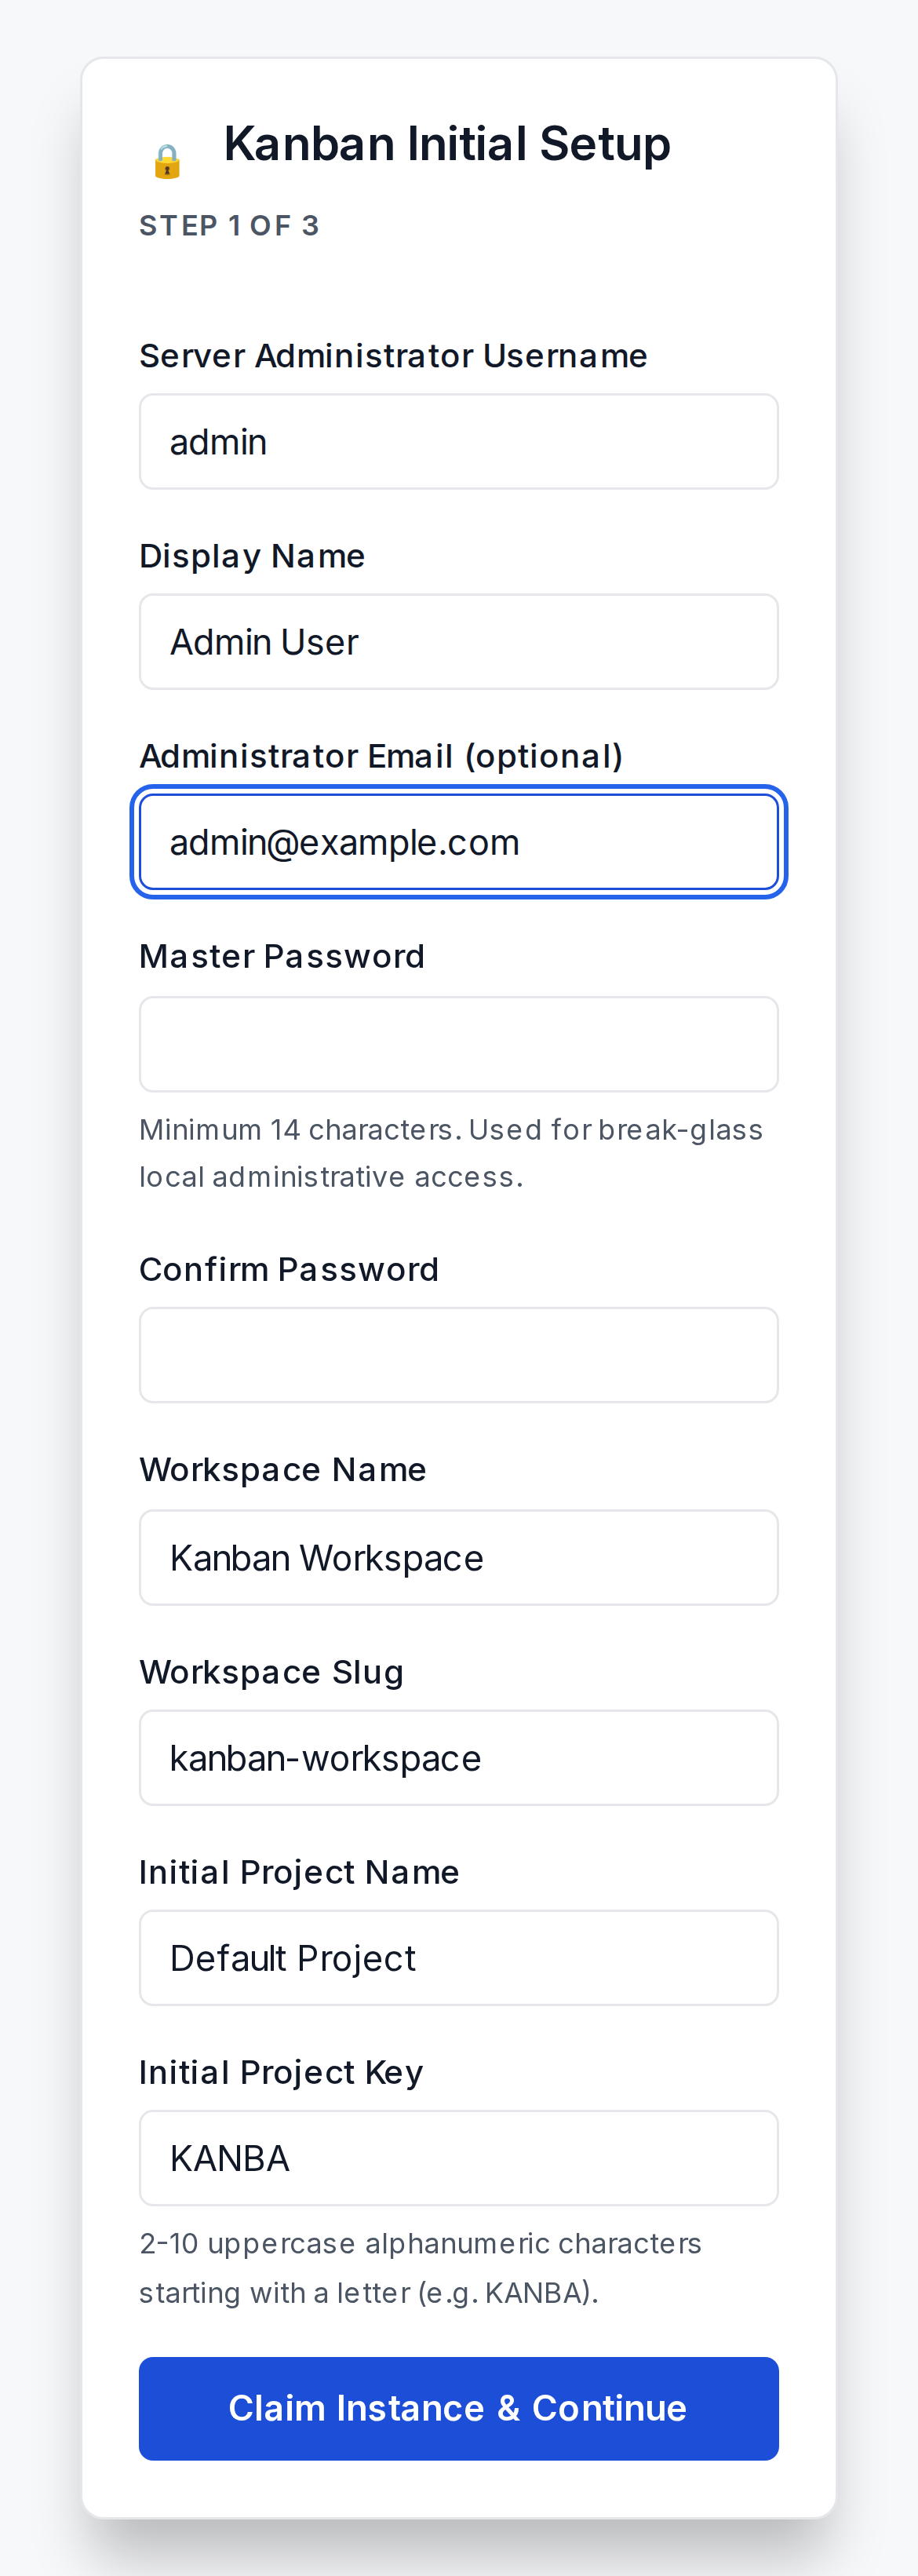 Kanban Initial Setup
STEP 1 OF 3
Server Administrator Username
admin
Display Name
Admin User
Administrator Email (optional)
admin@example.com
Master Password
Minimum 14 characters. Used for break-glass
local administrative access.
Confirm Password
Workspace Name
Kanban Workspace
Workspace Slug
kanban-workspace
Initial Project Name
Default Project
Initial Project Key
KANBA
2-10 uppercase alphanumeric characters
starting with a letter (e.g. KANBA).
Claim Instance & Continue